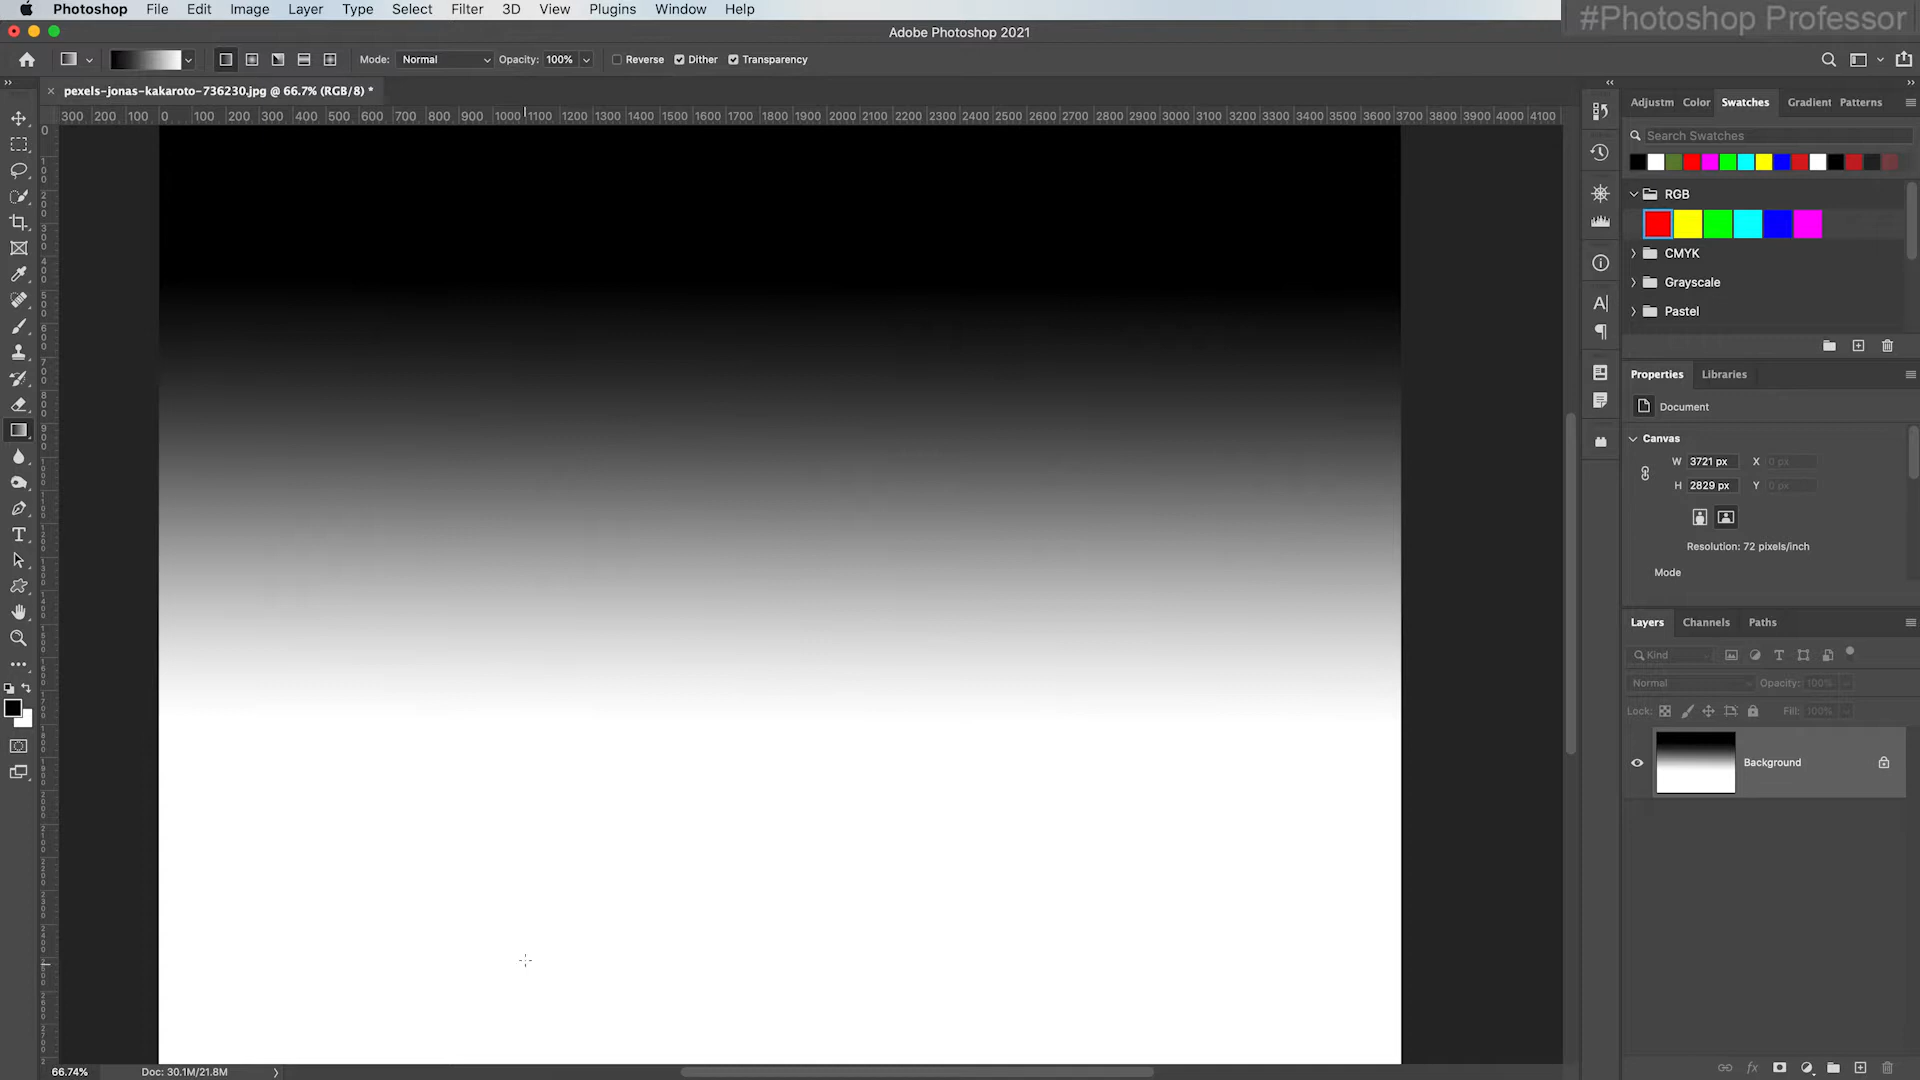 Photoshop File Edit Image Layer Type Select Filter 3D View Plugins Window Help
#Photoshop Professor
Adobe Photoshop 2021
Mode: Normal Opacity: 100% Reverse Dither Transparency
pexels-jonas-kakaroto-736230.jpg @ 66.7% (RGB/8) *
Adjustm Color Swatches Gradient Patterns
300 200 100 0 100 200 300 400 500 600 700 800 900 1000 1100 1200 1300 1400 1500 1600 1700 1800 1900 2000 2100 2200 2300 2400 2500 2600 2700 2800 2900 3000 3100 3200 3300 3400 3500 3600 3700 3800 3900 4000 4100
Search Swatches
RGB
CMYK
Grayscale
Pastel
Properties Libraries
Document
Canvas
W 3721 px X 0 px
H 2829 px Y 0 px
Resolution: 72 pixels/inch
Mode
Layers Channels Paths
Kind
Normal Opacity: 100%
Lock: Fill: 100%
Background
66.74% Doc: 30.1M/21.8M